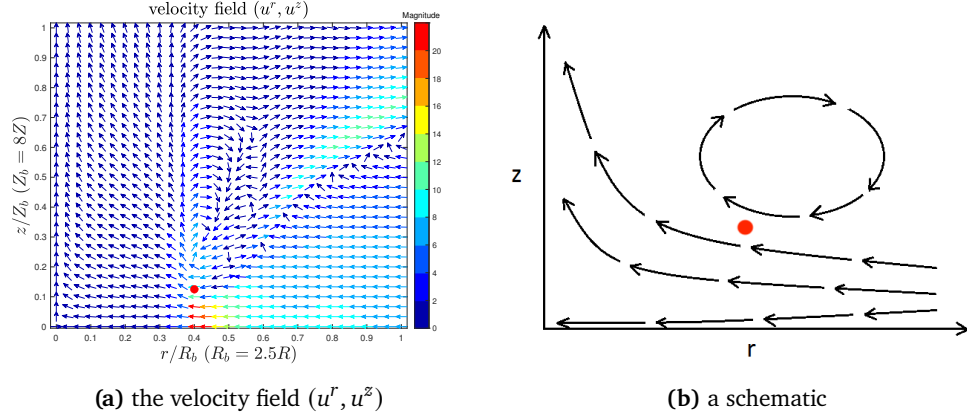 velocity field (u^r, u^z)
Magnitude
1
0.9
0.8
0.7
0.6
0.5
0.4
0.3
0.2
0.1
0
z/Z_b (Z_b = 8Z)
0 0.1 0.2 0.3 0.4 0.5 0.6 0.7 0.8 0.9 1
r/R_b (R_b = 2.5R)
20
18
16
14
12
10
8
6
4
2
0
z
r
(a) the velocity field (u^r, u^z)
(b) a schematic